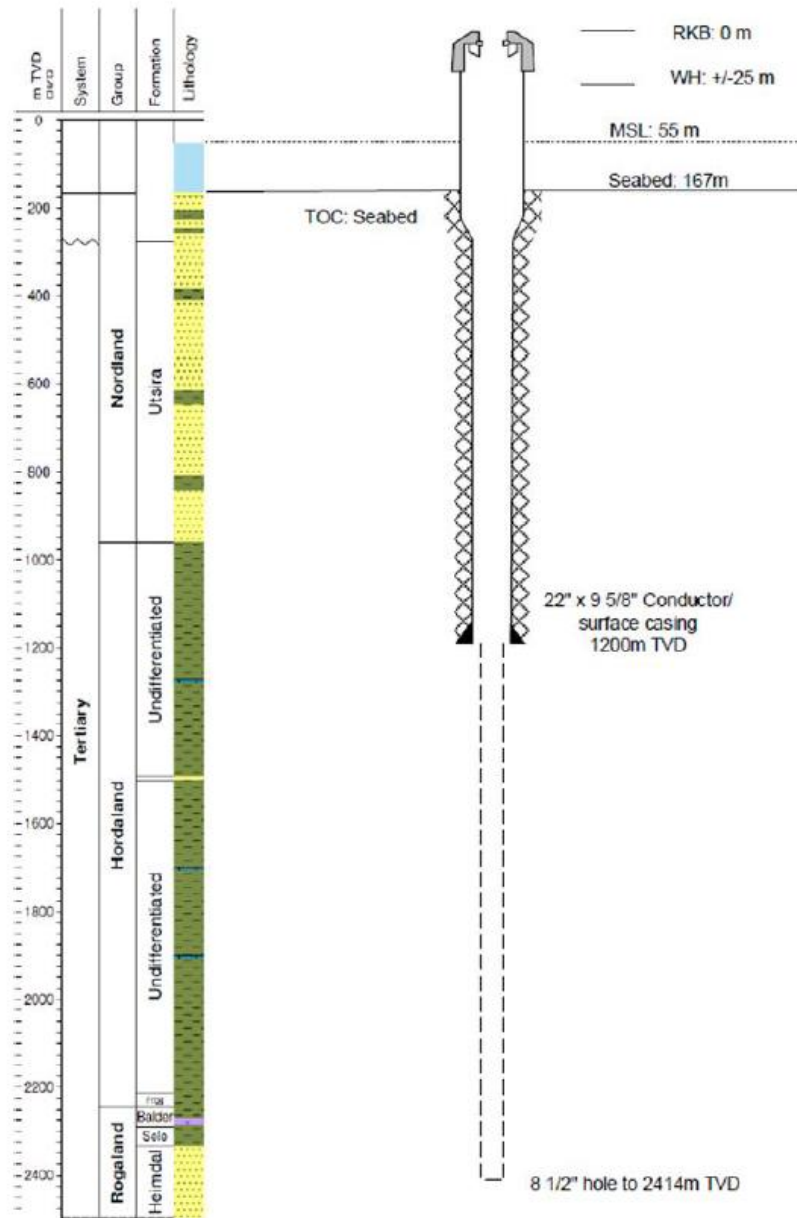 m TVD
System
Group
Formation
Lithology
RKB: 0 m
WH: +/-25 m
MSL: 55 m
Seabed: 167m
TOC: Seabed
0
200
400
600
800
1000
1200
1400
1600
1800
2000
2200
2400
Tertiary
Nordland
Hordaland
Rogaland
Utsira
Undifferentiated
Undifferentiated
Balder
Sele
Heimdal
22" x 9 5/8" Conductor/
surface casing
1200m TVD
8 1/2" hole to 2414m TVD